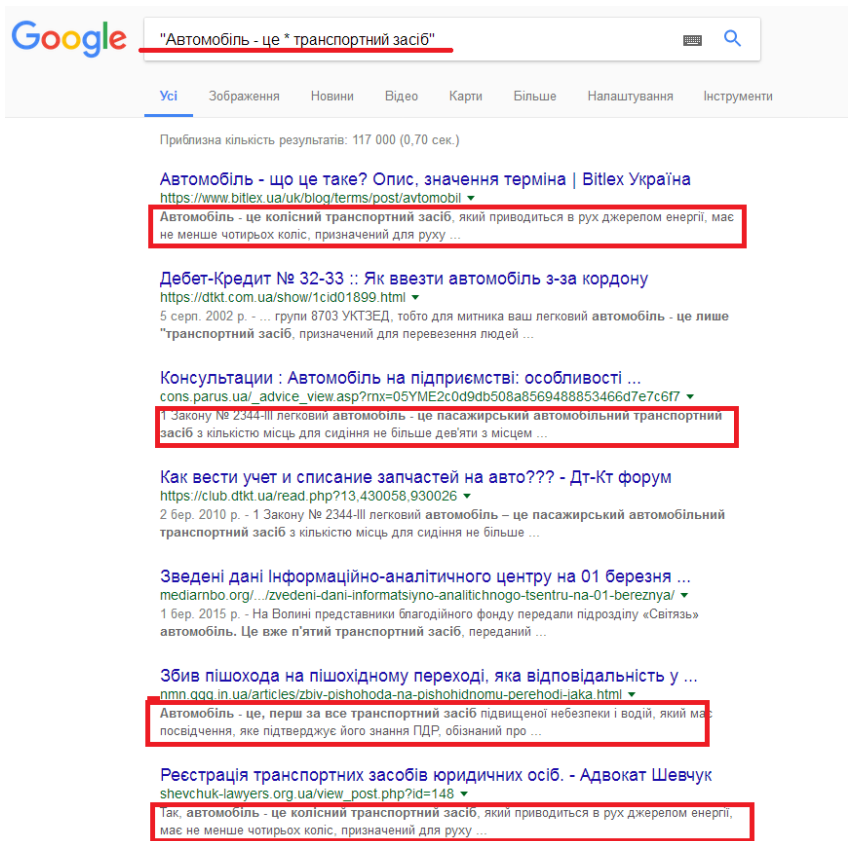 Google
"Автомобіль - це * транспортний засіб"
Усі Зображення Новини Відео Карти Більше Налаштування Інструменти
Приблизна кількість результатів: 117 000 (0,70 сек.)
Автомобіль - що це таке? Опис, значення терміна | Bitlex Україна
https://www.bitlex.ua/uk/blog/terms/post/avtomobil
Автомобіль - це колісний транспортний засіб, який приводиться в рух джерелом енергії, має
не менше чотирьох коліс, призначений для руху ...
Дебет-Кредит № 32-33 :: Як ввезти автомобіль з-за кордону
https://dtkt.com.ua/show/1cid01899.html
5 серп. 2002 р. - ... групи 8703 УКТЗЕД, тобто для митника ваш легковий автомобіль - це лише
"транспортний засіб, призначений для перевезення людей ...
Консультации : Автомобіль на підприємстві: особливості ...
cons.parus.ua/_advice_view.asp?rnx=05YME2c0d9db508a8569488853466d7e7c6f7
1 Закону № 2344-III легковий автомобіль - це пасажирський автомобільний транспортний
засіб з кількістю місць для сидіння не більше дев'яти з місцем ...
Как вести учет и списание запчастей на авто??? - Дт-Кт форум
https://club.dtkt.ua/read.php?13,430058,930026
2 бер. 2010 р. - 1 Закону № 2344-III легковий автомобіль – це пасажирський автомобільний
транспортний засіб з кількістю місць для сидіння не більше ...
Зведені дані Інформаційно-аналітичного центру на 01 березня ...
mediarnbo.org/.../zvedeni-dani-informatsiyno-analitichnogo-tsentru-na-01-bereznya/
1 бер. 2015 р. - На Волині представники благодійного фонду передали підрозділу «Світязь»
автомобіль. Це вже п'ятий транспортний засіб, переданий ...
Збив пішохода на пішохідному переході, яка відповідальність у ...
nmn.ggg.in.ua/articles/zbiv-pishohoda-na-pishohidnomu-perehodi-jaka.html
Автомобіль - це, перш за все транспортний засіб підвищеної небезпеки і водій, який має
посвідчення, яке підтверджує його знання ПДР, обізнаний про ...
Реєстрація транспортних засобів юридичних осіб. - Адвокат Шевчук
shevchuk-lawyers.org.ua/view_post.php?id=148
Так, автомобіль - це колісний транспортний засіб, який приводиться в рух джерелом енергії,
має не менше чотирьох коліс, призначений для руху ...